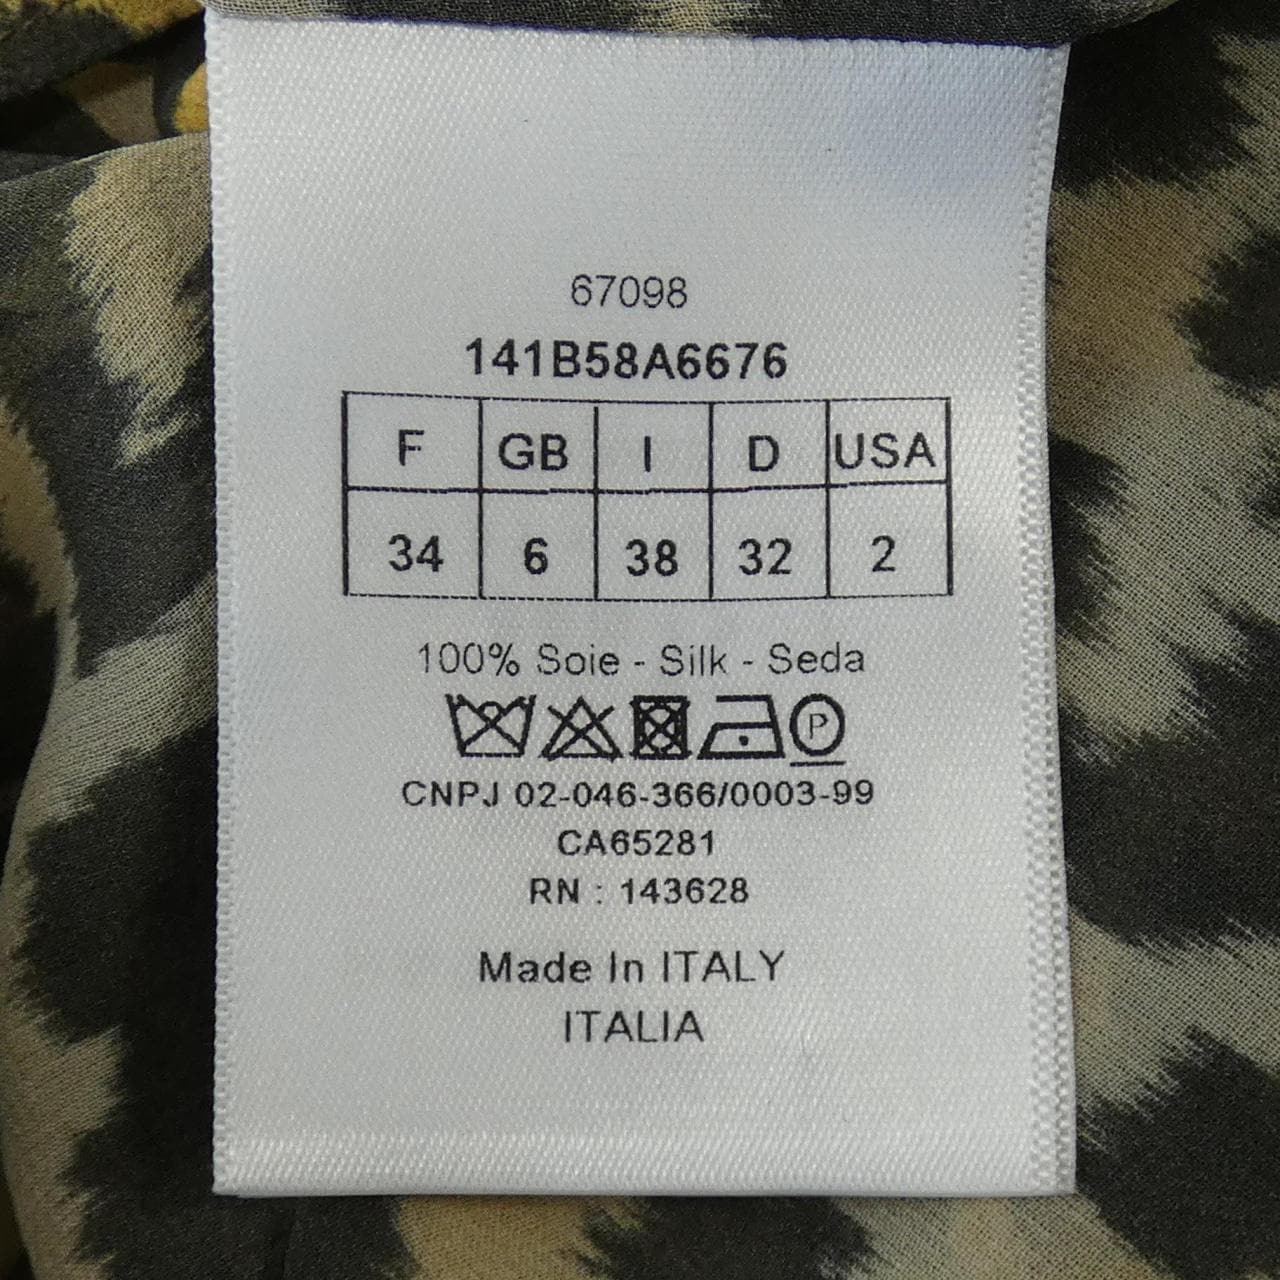 67098
141B58A6676
F GB I D USA
34 6 38 32 2
100% Soie - Silk - Seda
P
CNPJ 02-046-366/0003-99
CA65281
RN : 143628
Made In ITALY
ITALIA